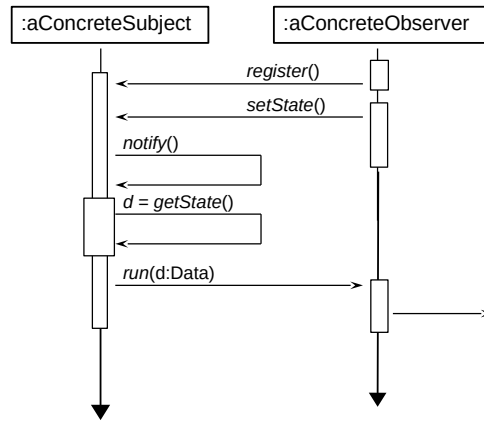 :aConcreteSubject
:aConcreteObserver
register()
setState()
notify()
d = getState()
run(d:Data)